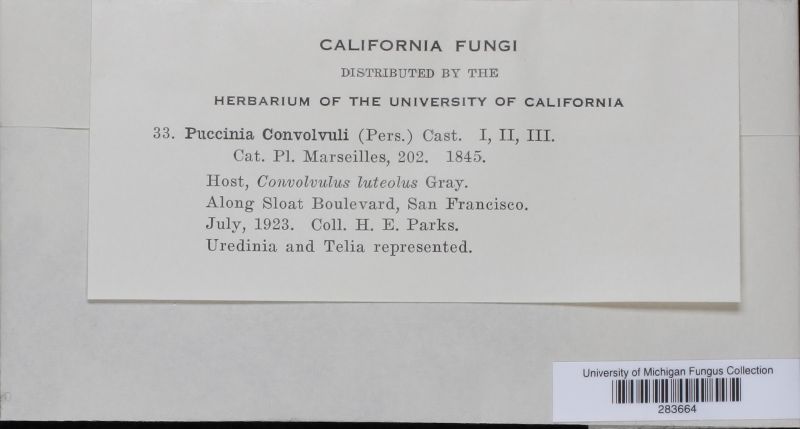 CALIFORNIA FUNGI
DISTRIBUTED BY THE
HERBARIUM OF THE UNIVERSITY OF CALIFORNIA
33. Puccinia Convolvuli (Pers.) Cast. I, II, III.
Cat. Pl. Marseilles, 202. 1845.
Host, Convolvulus luteolus Gray.
Along Sloat Boulevard, San Francisco.
July, 1923. Coll. H. E. Parks.
Uredinia and Telia represented.
University of Michigan Fungus Collection
283664